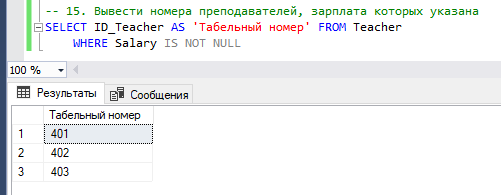 -- 15. Вывести номера преподавателей, зарплата которых указана
SELECT ID_Teacher AS 'Табельный номер' FROM Teacher
WHERE Salary IS NOT NULL
100 %
Результаты Сообщения
Табельный номер
1 401
2 402
3 403